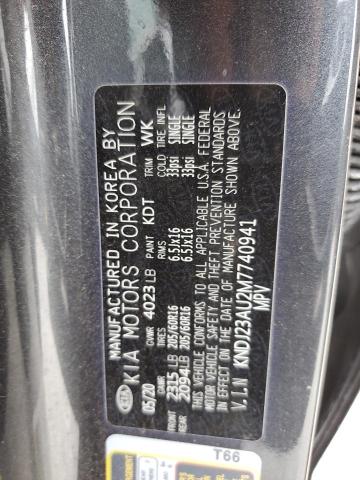 KIA
MANUFACTURED IN KOREA BY
KIA MOTORS CORPORATION
05/20 GVWR 4023 LB PAINT KDT TRIM WK
GAWR TIRES RIMS COLD TIRE INFL
FRONT 2315 LB 205/60R16 6.5Jx16 33psi SINGLE
REAR 2094 LB 205/60R16 6.5Jx16 33psi SINGLE
THIS VEHICLE CONFORMS TO ALL APPLICABLE U.S.A FEDERAL
MOTOR VEHICLE SAFETY AND THEFT PREVENTION STANDARDS
IN EFFECT ON THE DATE OF MANUFACTURE SHOWN ABOVE.
V.I.N KNDJ23AU2M7740941
MPV
T66